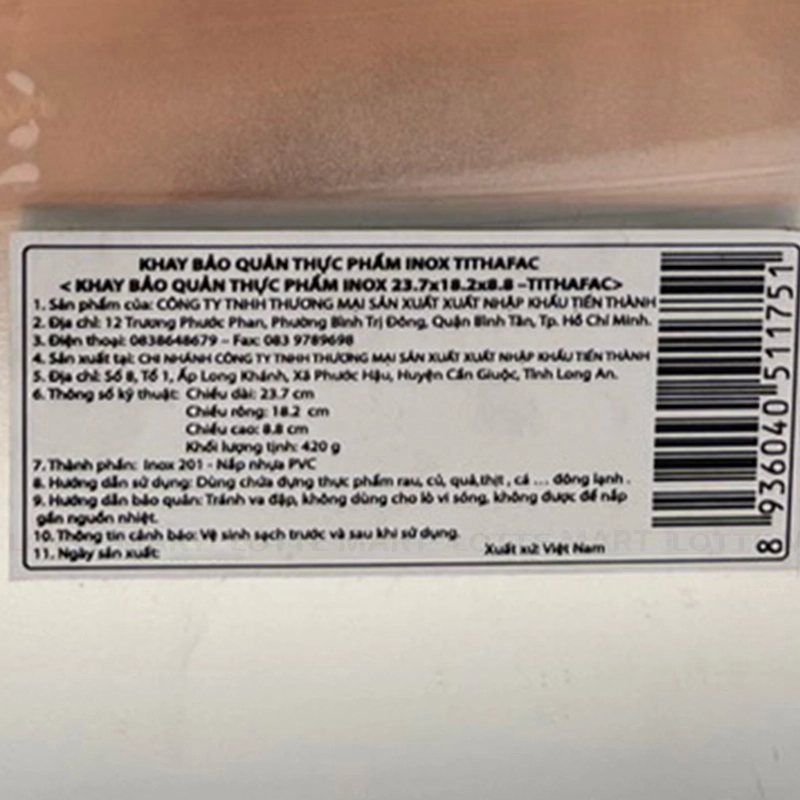 KHAY BẢO QUẢN THỰC PHẨM INOX TITHAFAC
< KHAY BẢO QUẢN THỰC PHẨM INOX 23.7x18.2x8.8 –TITHAFAC>
1. Sản phẩm của: CÔNG TY TNHH THƯƠNG MẠI SẢN XUẤT XUẤT NHẬP KHẨU TIẾN THÀNH
2. Địa chỉ: 12 Trương Phước Phan, Phường Bình Trị Đông, Quận Bình Tân, Tp. Hồ Chí Minh.
3. Điện thoại: 0838648679 – Fax: 083 9789698
4. Sản xuất tại: CHI NHÁNH CÔNG TY TNHH THƯƠNG MẠI SẢN XUẤT XUẤT NHẬP KHẨU TIẾN THÀNH
5. Địa chỉ: Số 8, Tổ 1, Ấp Long Khánh, Xã Phước Hậu, Huyện Cần Giuộc, Tỉnh Long An.
6. Thông số kỹ thuật: Chiều dài: 23.7 cm
Chiều rông: 18.2 cm
Chiều cao: 8.8 cm
Khối lượng tịnh: 420 g
7. Thành phần: Inox 201 - Nắp nhựa PVC
8. Hướng dẫn sử dụng: Dùng chứa đựng thực phẩm rau, củ, quả,thịt , cá ... đông lạnh .
9. Hướng dẫn bảo quản: Tránh va đập, không dùng cho lò vi sóng, không được để nắp
gần nguồn nhiệt.
10. Thông tin cảnh báo: Vệ sinh sạch trước và sau khi sử dụng.
11. Ngày sản xuất:
Xuất xứ: Việt Nam
8 936040 511751
LOTTE MART LOTTE MART LOTT